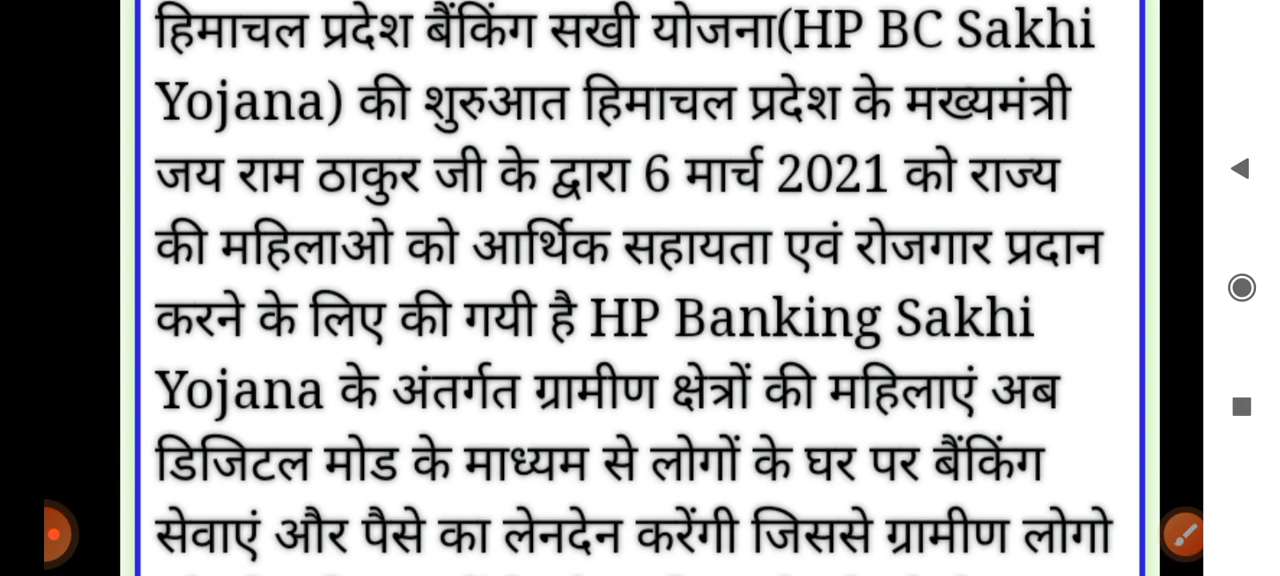 हिमाचल प्रदेश बैंकिंग सखी योजना(HP BC Sakhi
Yojana) की शुरुआत हिमाचल प्रदेश के मख्यमंत्री
जय राम ठाकुर जी के द्वारा 6 मार्च 2021 को राज्य
की महिलाओ को आर्थिक सहायता एवं रोजगार प्रदान
करने के लिए की गयी है HP Banking Sakhi
Yojana के अंतर्गत ग्रामीण क्षेत्रों की महिलाएं अब
डिजिटल मोड के माध्यम से लोगों के घर पर बैंकिंग
सेवाएं और पैसे का लेनदेन करेंगी जिससे ग्रामीण लोगो